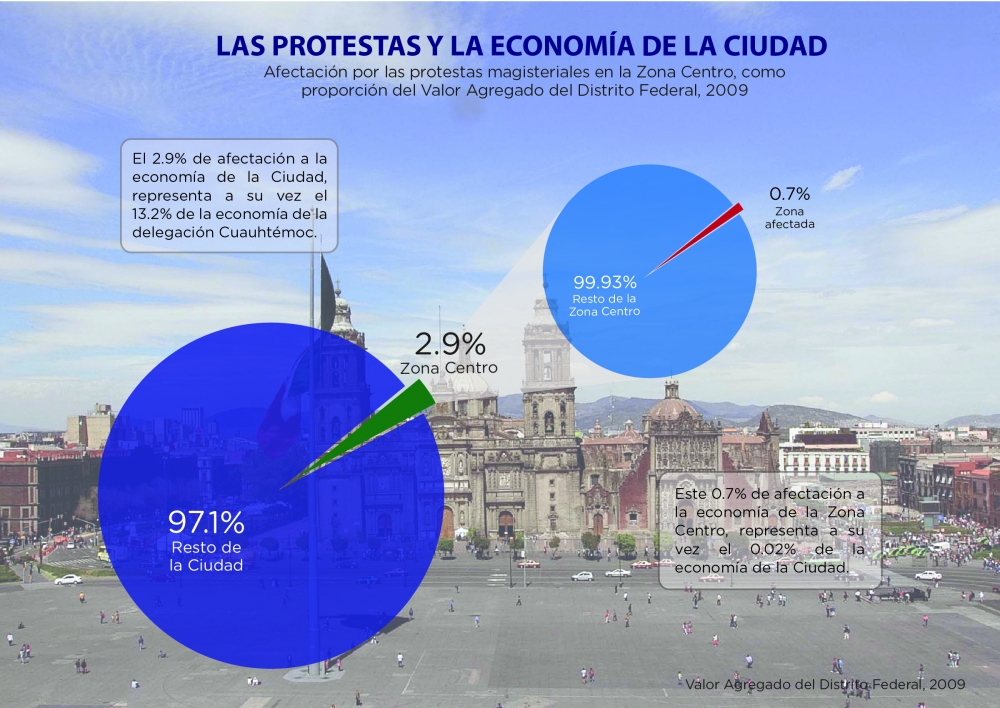 LAS PROTESTAS Y LA ECONOMÍA DE LA CIUDAD
Afectación por las protestas magisteriales en la Zona Centro, como
proporción del Valor Agregado del Distrito Federal, 2009
El 2.9% de afectación a la
economía de la Ciudad,
representa a su vez el
13.2% de la economía de la
delegación Cuauhtémoc.
0.7%
Zona
afectada
99.93%
Resto de la
Zona Centro
2.9%
Zona Centro
97.1%
Resto de
la Ciudad
Este 0.7% de afectación a
la economía de la Zona
Centro, representa a su
vez el 0.02% de la
economía de la Ciudad.
Valor Agregado del Distrito Federal, 2009